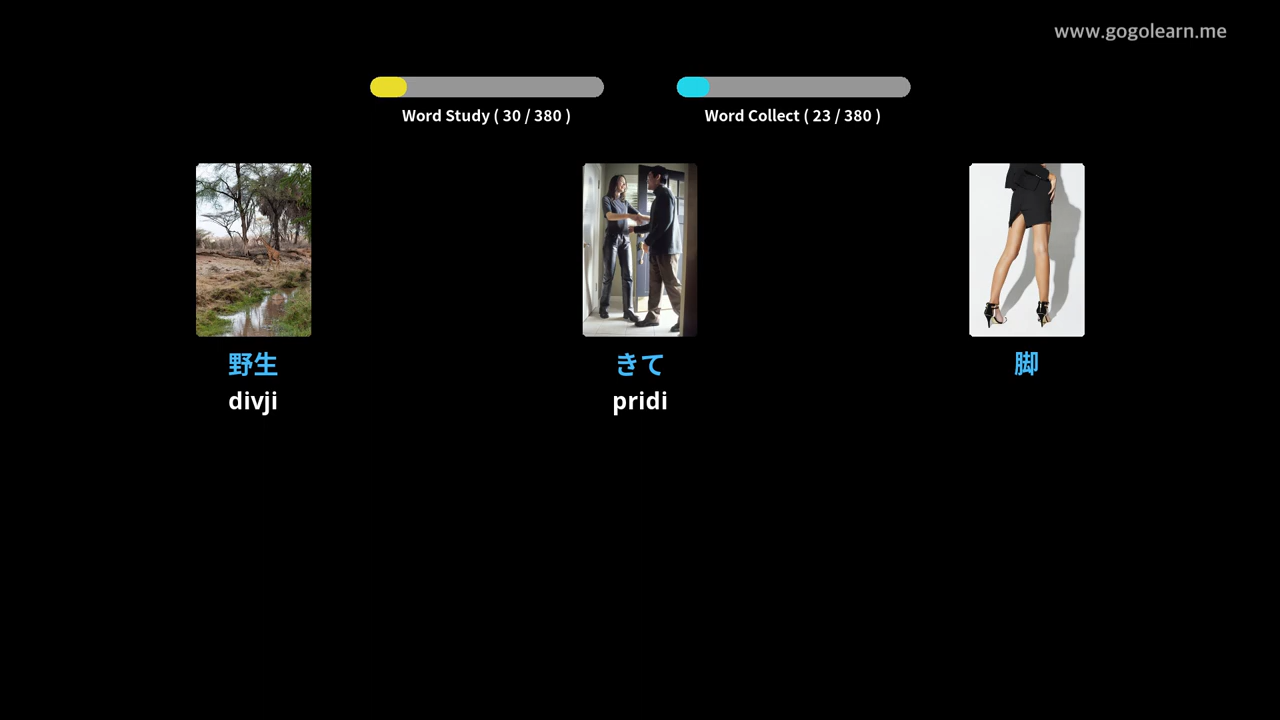 www.gogolearn.me
Word Study ( 30 / 380 )
Word Collect ( 23 / 380 )
野生
きて
脚
divji
pridi